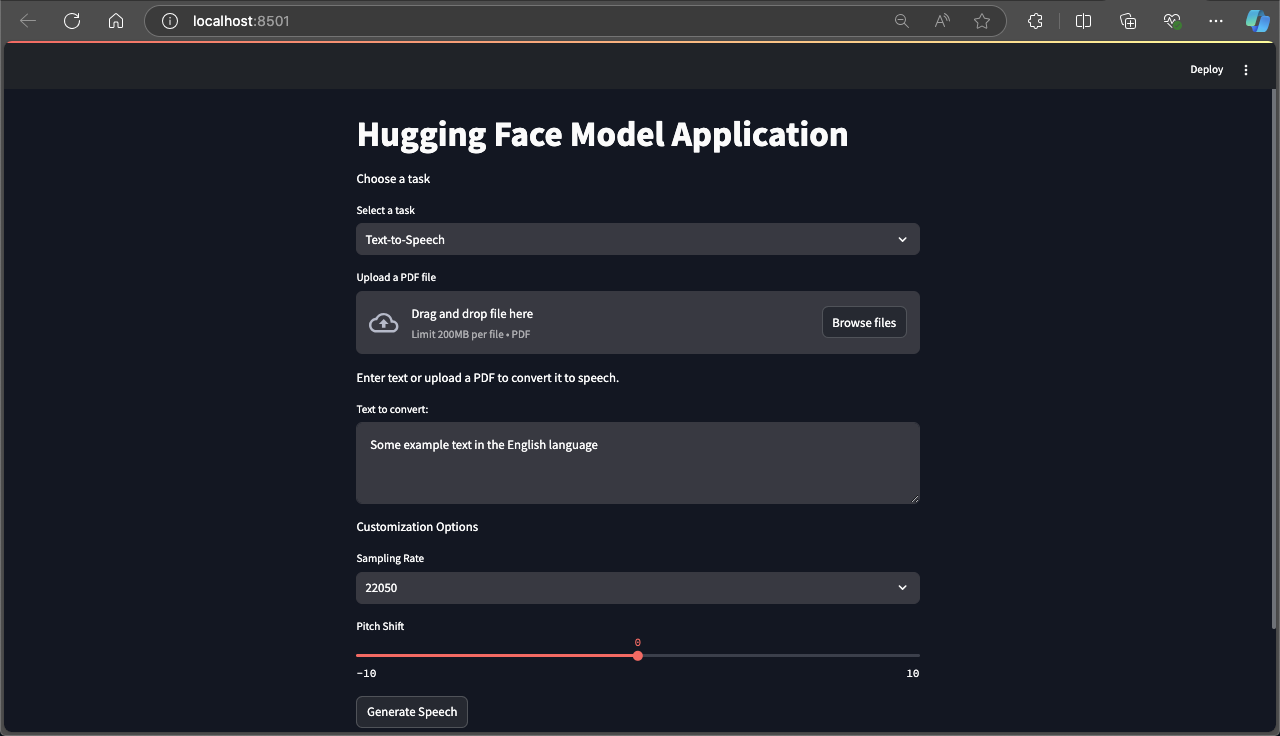 localhost:8501
Deploy
Hugging Face Model Application
Choose a task
Select a task
Text-to-Speech
Upload a PDF file
Drag and drop file here
Limit 200MB per file • PDF
Browse files
Enter text or upload a PDF to convert it to speech.
Text to convert:
Some example text in the English language
Customization Options
Sampling Rate
22050
Pitch Shift
0
-10 10
Generate Speech